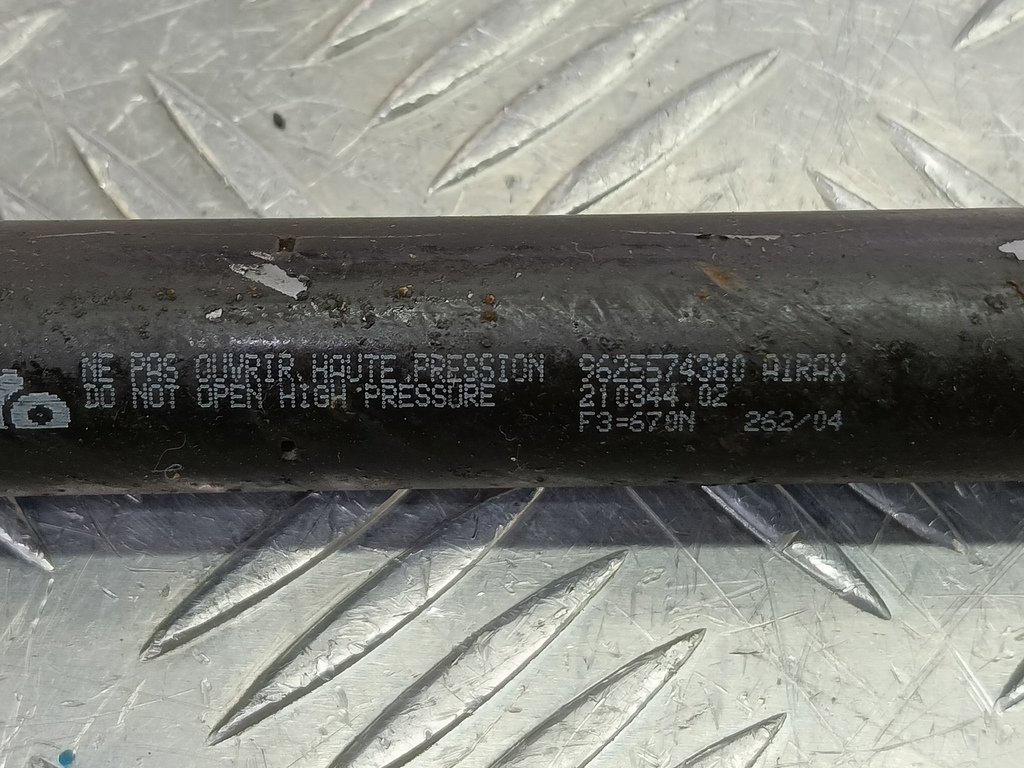 NE PAS OUVRIR.HAUTE.PRESSION 9625574380 AIRAX
DO NOT OPEN HIGH PRESSURE 210344 02
F3=670N 262/04